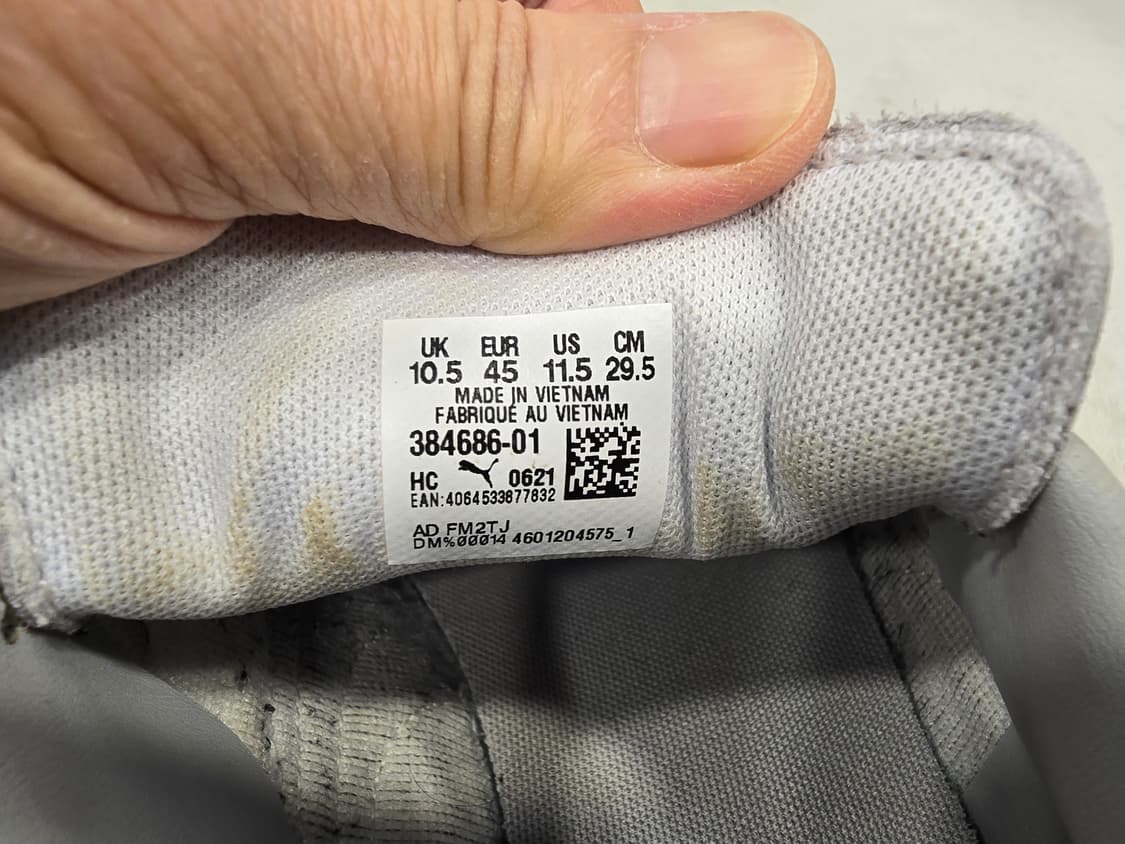 UK EUR US CM
10.5 45 11.5 29.5
MADE IN VIETNAM
FABRIQUÉ AU VIETNAM
384686-01
HC 0621
EAN:4064533877832
AD FM2TJ
DM%00014 4601204575_1